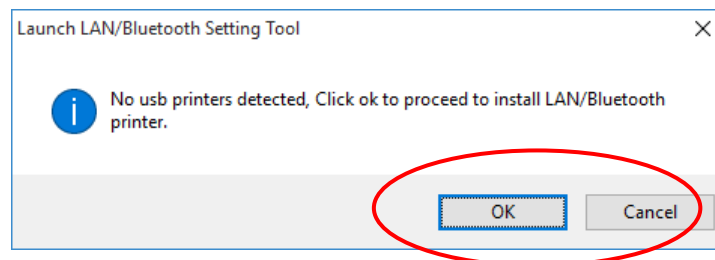 Launch LAN/Bluetooth Setting Tool
No usb printers detected, Click ok to proceed to install LAN/Bluetooth
printer.
OK Cancel